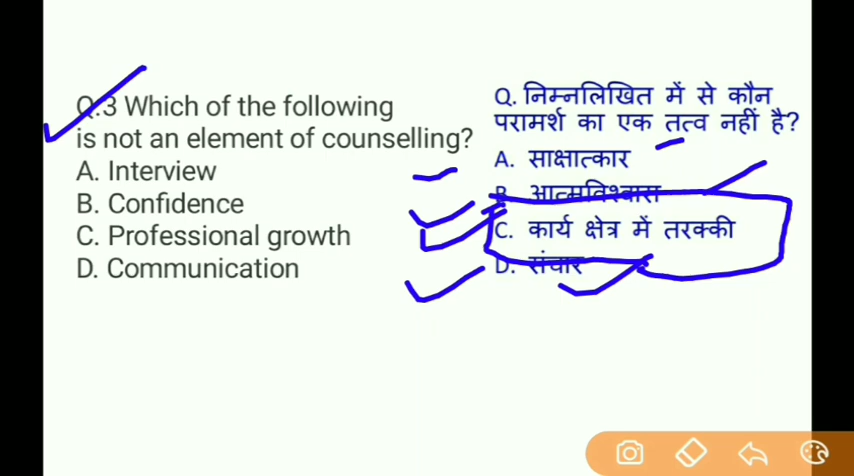 Q.3 Which of the following
is not an element of counselling?
A. Interview
B. Confidence
C. Professional growth
D. Communication
Q. निम्नलिखित में से कौन
परामर्श का एक तत्व नहीं है?
A. साक्षात्कार
B. आत्मविश्वास
C. कार्य क्षेत्र में तरक्की
D. संचार